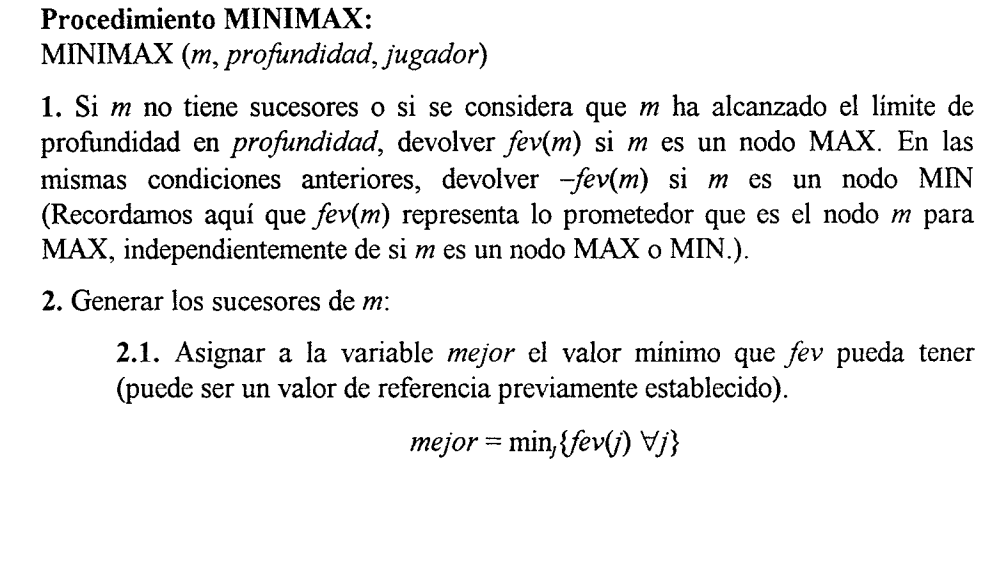 Procedimiento MINIMAX:
MINIMAX (m, profundidad, jugador)
1. Si m no tiene sucesores o si se considera que m ha alcanzado el límite de
profundidad en profundidad, devolver fev(m) si m es un nodo MAX. En las
mismas condiciones anteriores, devolver –fev(m) si m es un nodo MIN
(Recordamos aquí que fev(m) representa lo prometedor que es el nodo m para
MAX, independientemente de si m es un nodo MAX o MIN.).
2. Generar los sucesores de m:
2.1. Asignar a la variable mejor el valor mínimo que fev pueda tener
(puede ser un valor de referencia previamente establecido).
mejor = minⱼ{fev(j) ∀j}